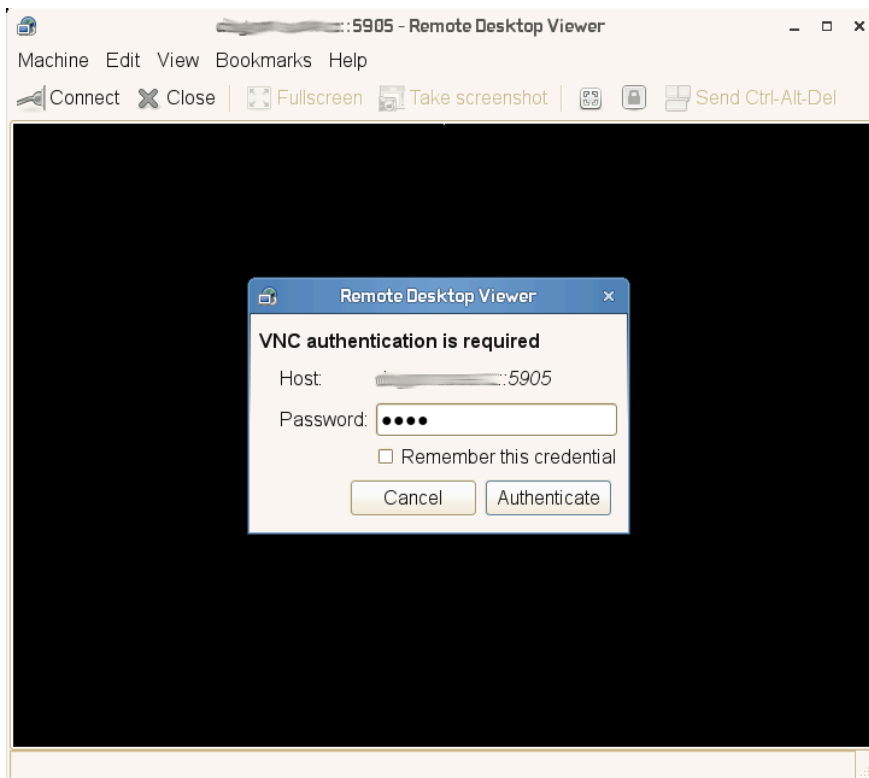 ::5905 - Remote Desktop Viewer
Machine Edit View Bookmarks Help
Connect Close Fullscreen Take screenshot Send Ctrl-Alt-Del
Remote Desktop Viewer
VNC authentication is required
Host: ::5905
Password: ●●●●
Remember this credential
Cancel Authenticate